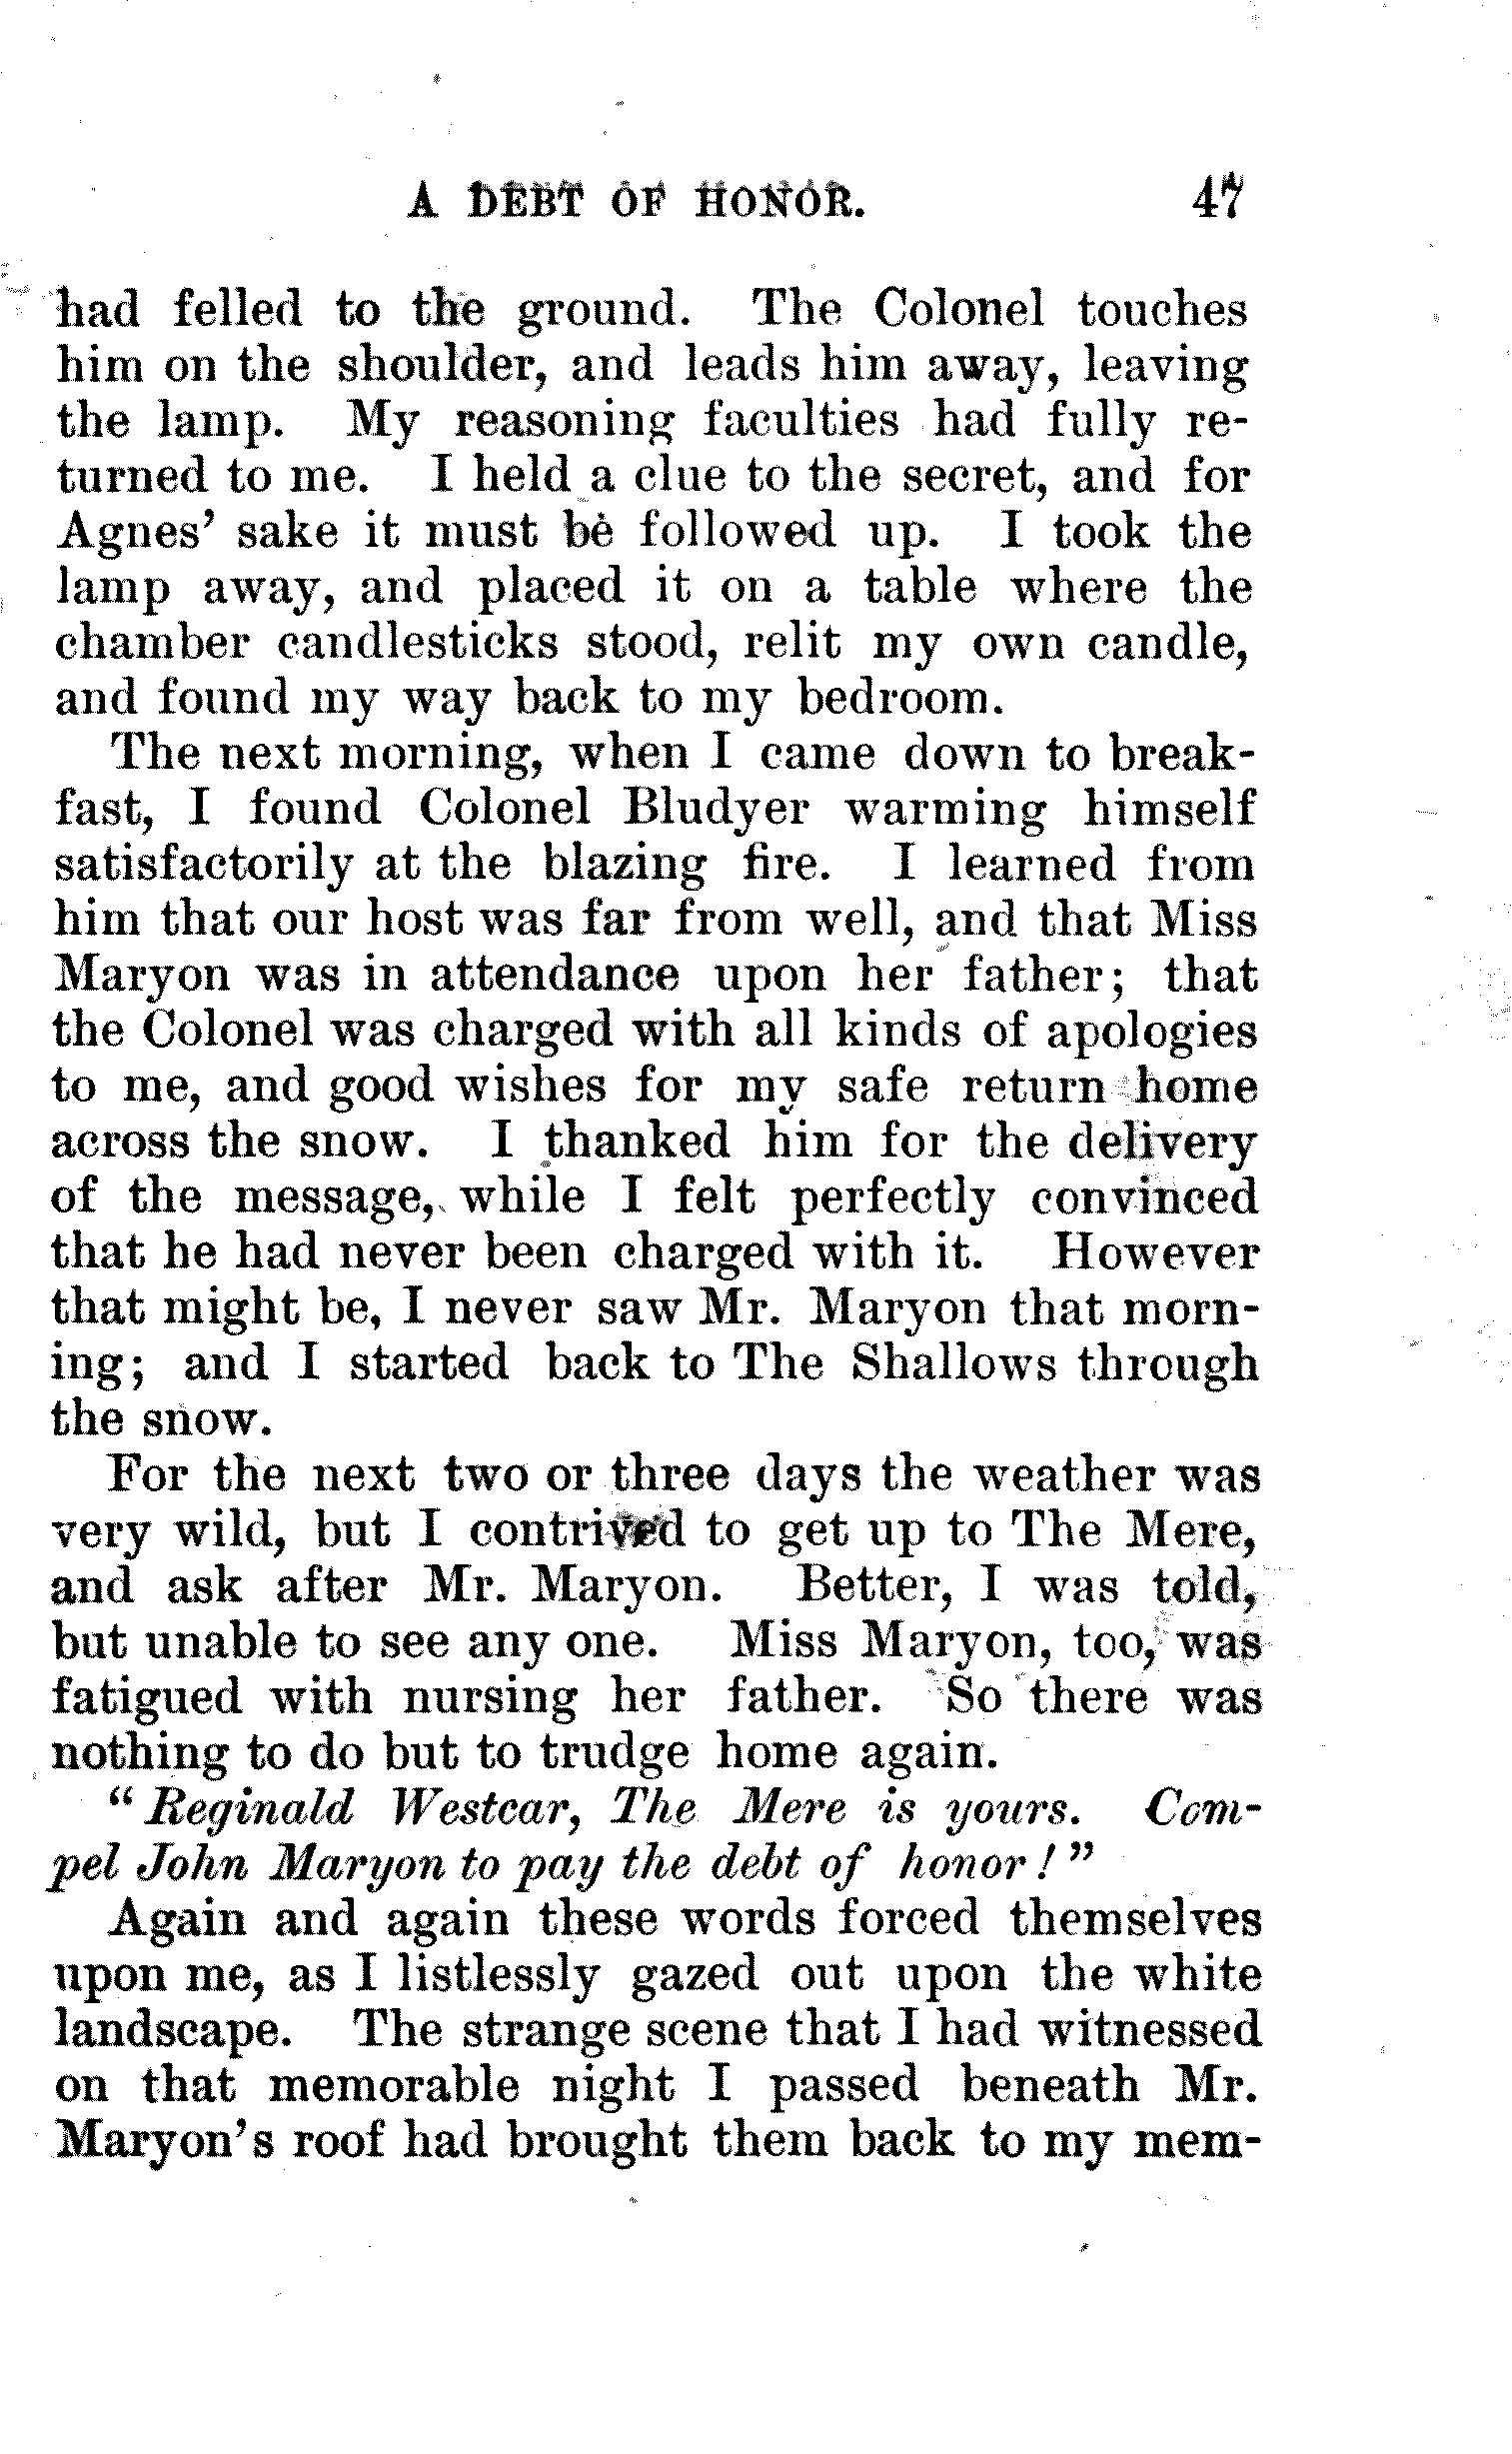 A DEBT OF HONOR. 47
had felled to the ground. The Colonel touches
him on the shoulder, and leads him away, leaving
the lamp. My reasoning faculties had fully re-
turned to me. I held a clue to the secret, and for
Agnes’ sake it must be followed up. I took the
lamp away, and placed it on a table where the
chamber candlesticks stood, relit my own candle,
and found my way back to my bedroom.
The next morning, when I came down to break-
fast, I found Colonel Bludyer warming himself
satisfactorily at the blazing fire. I learned from
him that our host was far from well, and that Miss
Maryon was in attendance upon her father; that
the Colonel was charged with all kinds of apologies
to me, and good wishes for my safe return home
across the snow. I thanked him for the delivery
of the message, while I felt perfectly convinced
that he had never been charged with it. However
that might be, I never saw Mr. Maryon that morn-
ing; and I started back to The Shallows through
the snow.
For the next two or three days the weather was
very wild, but I contrived to get up to The Mere,
and ask after Mr. Maryon. Better, I was told,
but unable to see any one. Miss Maryon, too, was
fatigued with nursing her father. So there was
nothing to do but to trudge home again.
“Reginald Westcar, The Mere is yours. Com-
pel John Maryon to pay the debt of honor!”
Again and again these words forced themselves
upon me, as I listlessly gazed out upon the white
landscape. The strange scene that I had witnessed
on that memorable night I passed beneath Mr.
Maryon’s roof had brought them back to my mem-